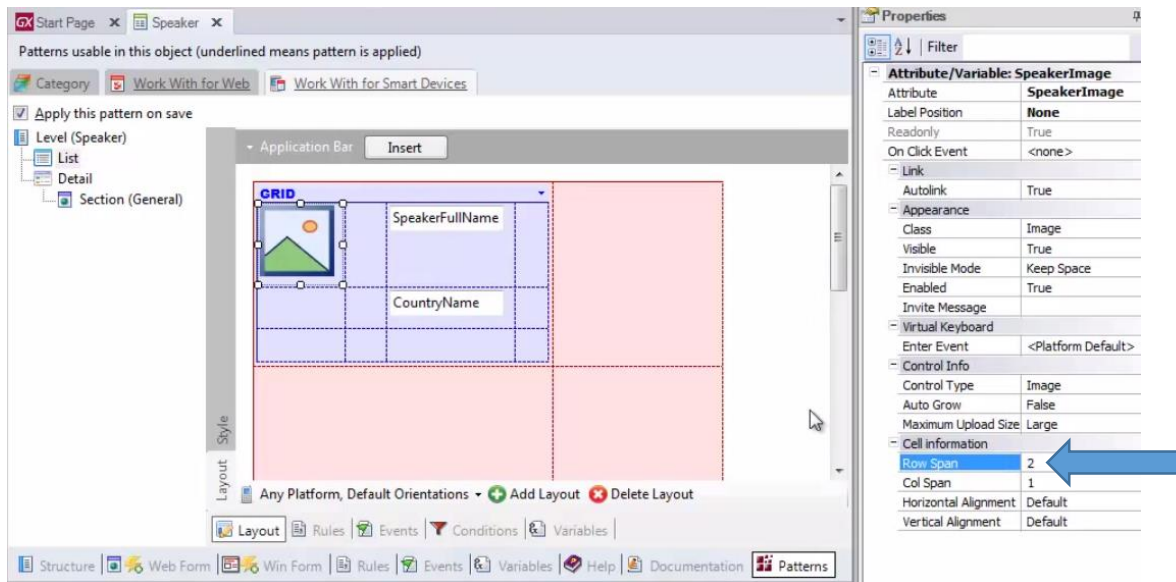 GX Start Page x Speaker x
Patterns usable in this object (underlined means pattern is applied)
Category Work With for Web Work With for Smart Devices
Apply this pattern on save
Level (Speaker)
List
Detail
Section (General)
Application Bar Insert
GRID
SpeakerFullName
CountryName
Style
Layout
Any Platform, Default Orientations Add Layout Delete Layout
Layout Rules Events Conditions Variables
Structure Web Form Win Form Rules Events Variables Help Documentation Patterns
Properties
Filter
Attribute/Variable: SpeakerImage
Attribute SpeakerImage
Label Position None
Readonly True
On Click Event <none>
Link
Autolink True
Appearance
Class Image
Visible True
Invisible Mode Keep Space
Enabled True
Invite Message
Virtual Keyboard
Enter Event <Platform Default>
Control Info
Control Type Image
Auto Grow False
Maximum Upload Size Large
Cell information
Row Span 2
Col Span 1
Horizontal Alignment Default
Vertical Alignment Default